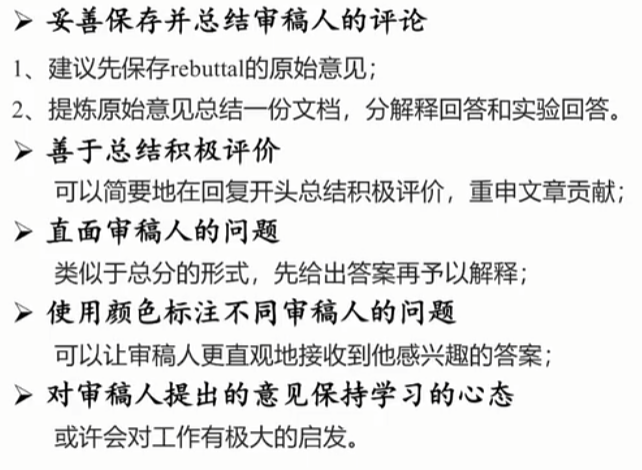 ➢ 妥善保存并总结审稿人的评论
1、建议先保存rebuttal的原始意见；
2、提炼原始意见总结一份文档，分解释回答和实验回答。
➢ 善于总结积极评价
可以简要地在回复开头总结积极评价，重申文章贡献；
➢ 直面审稿人的问题
类似于总分的形式，先给出答案再予以解释；
➢ 使用颜色标注不同审稿人的问题
可以让审稿人更直观地接收到他感兴趣的答案；
➢ 对审稿人提出的意见保持学习的心态
或许会对工作有极大的启发。